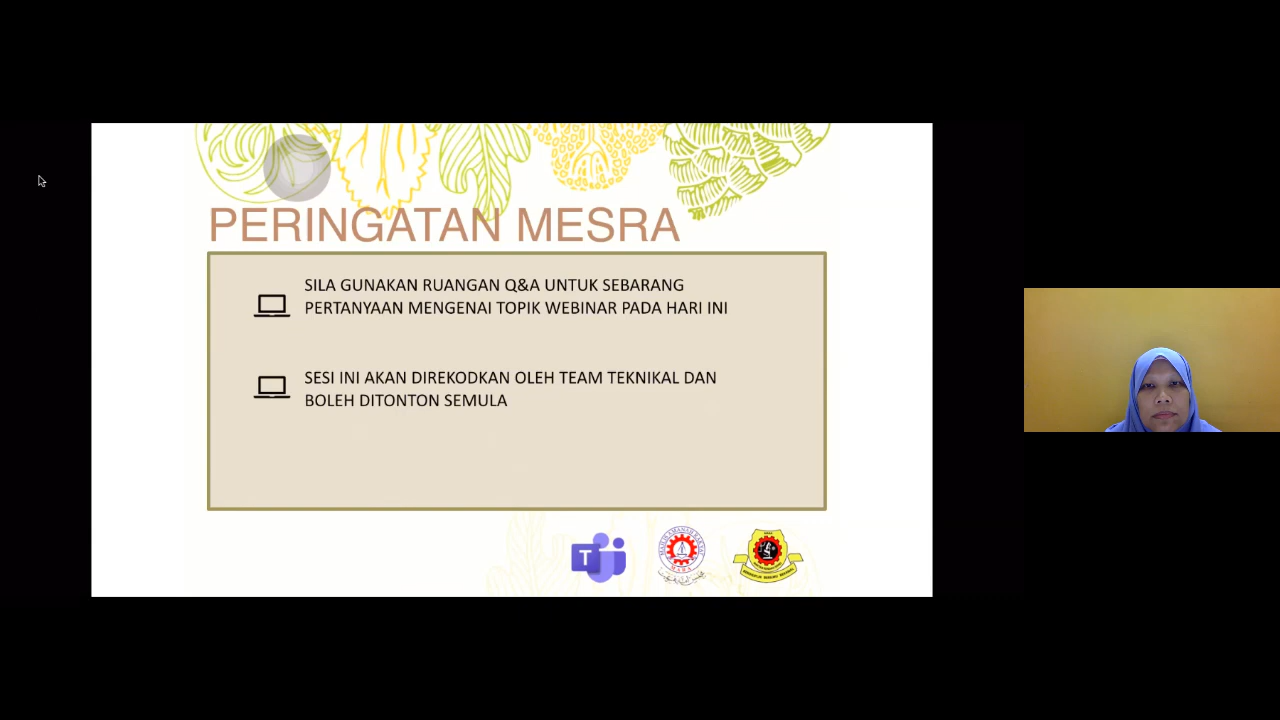 PERINGATAN MESRA
SILA GUNAKAN RUANGAN Q&A UNTUK SEBARANG
PERTANYAAN MENGENAI TOPIK WEBINAR PADA HARI INI
SESI INI AKAN DIREKODKAN OLEH TEAM TEKNIKAL DAN
BOLEH DITONTON SEMULA
T
MARA